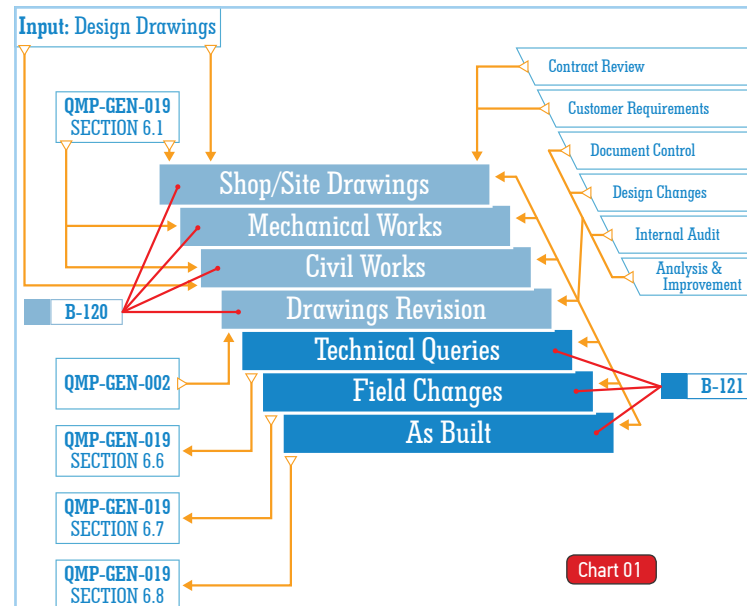 Input: Design Drawings
Contract Review
QMP-GEN-019
SECTION 6.1
Customer Requirements
Document Control
Shop/Site Drawings
Design Changes
Mechanical Works
Internal Audit
Civil Works
Analysis &
Improvement
B-120
Drawings Revision
Technical Queries
QMP-GEN-002
Field Changes
B-121
As Built
QMP-GEN-019
SECTION 6.6
QMP-GEN-019
SECTION 6.7
QMP-GEN-019
SECTION 6.8
Chart 01